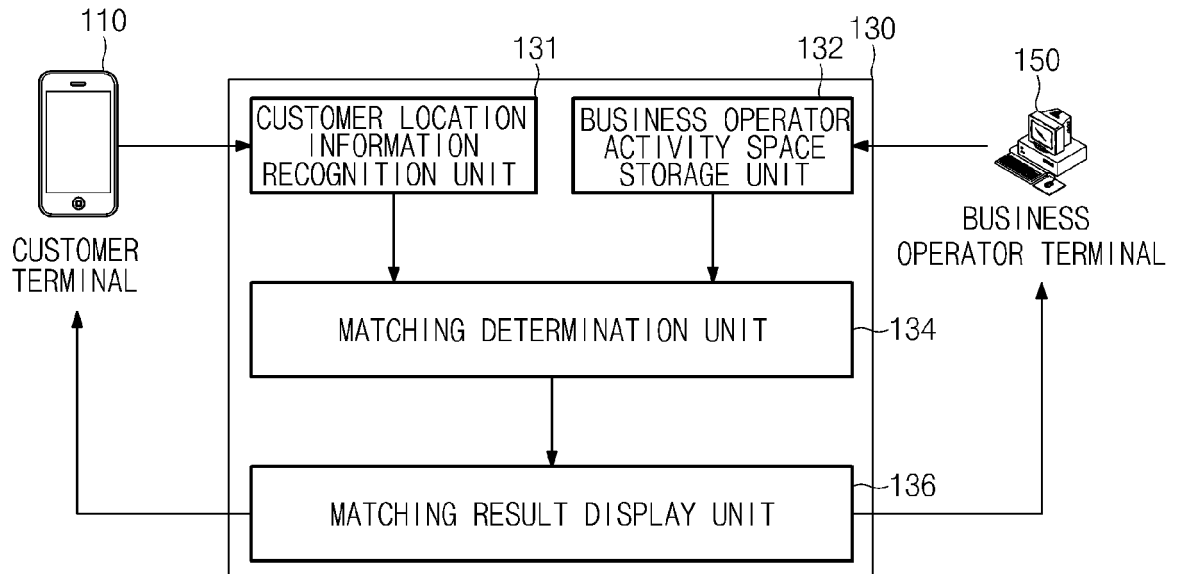 110
131
132
130
150
CUSTOMER LOCATION
INFORMATION
RECOGNITION UNIT
BUSINESS OPERATOR
ACTIVITY SPACE
STORAGE UNIT
CUSTOMER
TERMINAL
BUSINESS
OPERATOR TERMINAL
MATCHING DETERMINATION UNIT
134
MATCHING RESULT DISPLAY UNIT
136